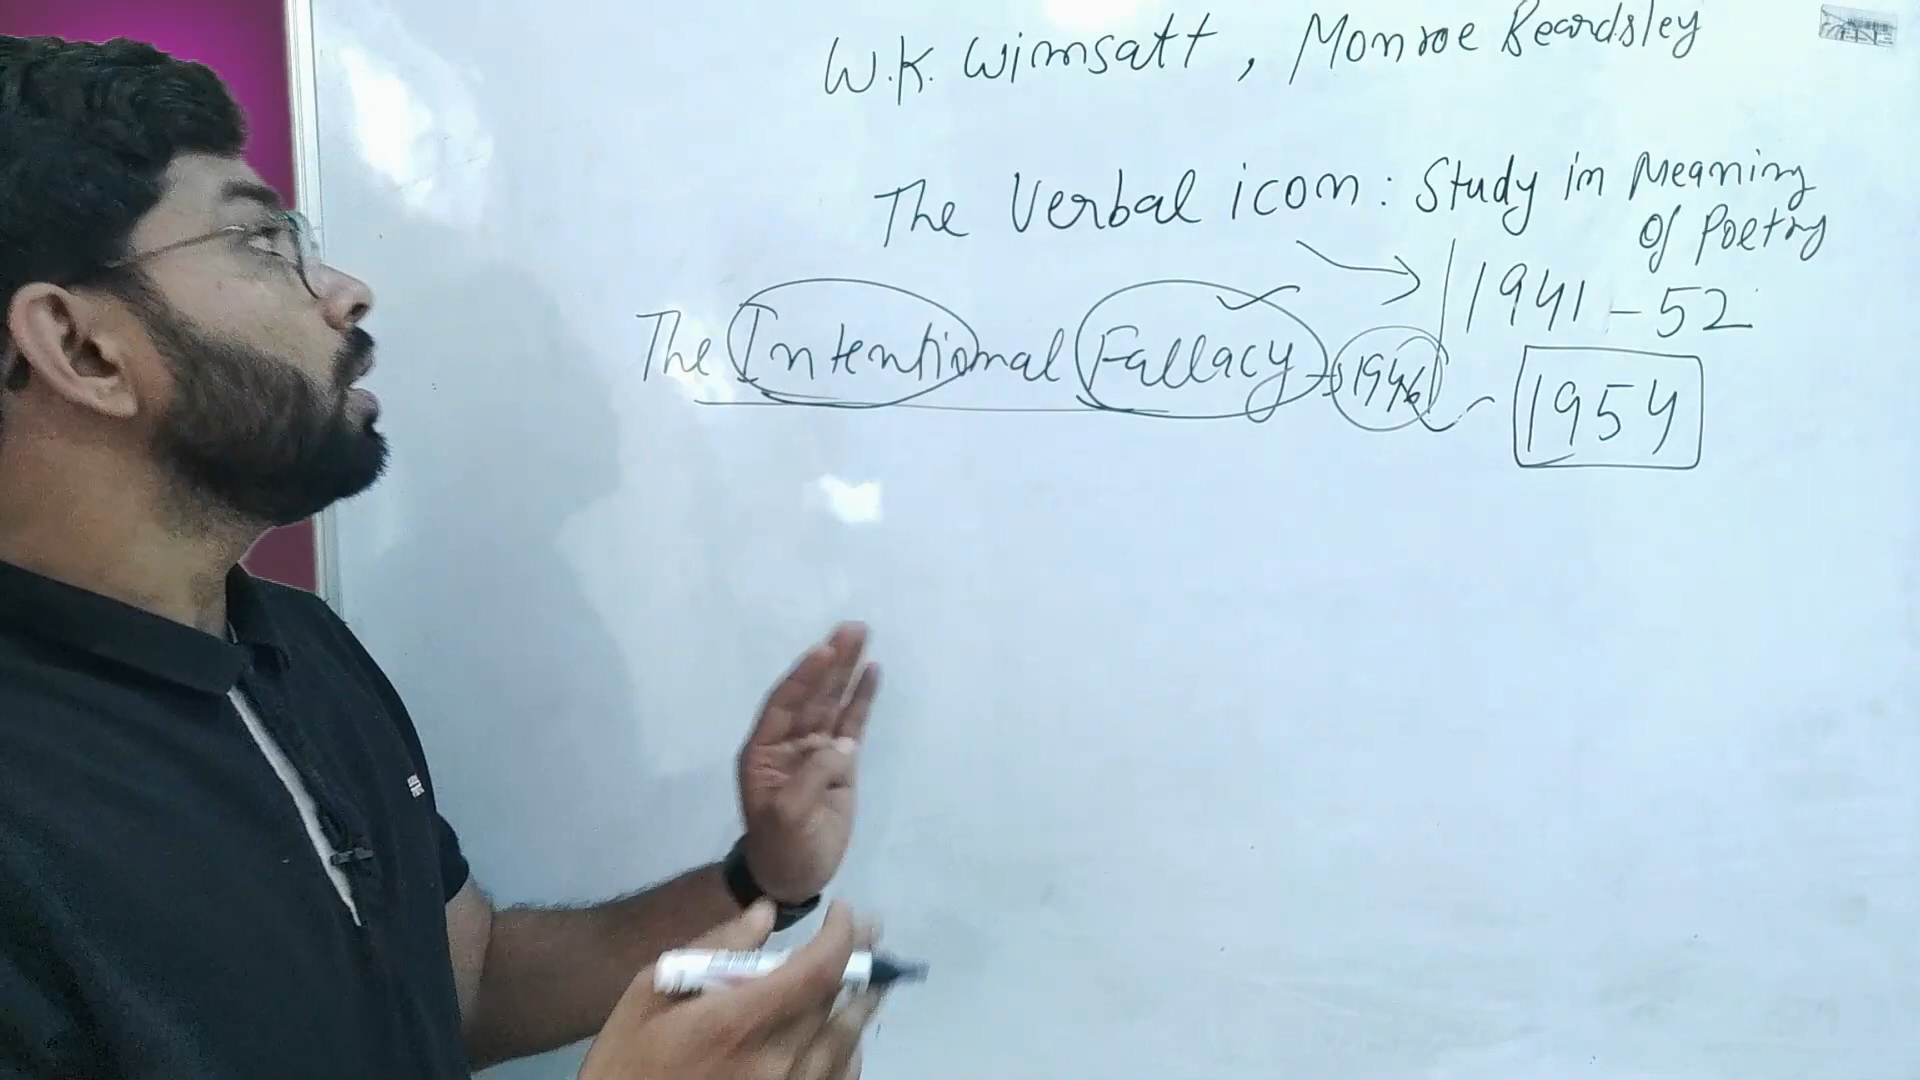 W.K. Wimsatt, Monroe Beardsley
The Verbal icon: Study in Meaning
of Poetry
1941-52
The Intentional Fallacy → 1946
1954